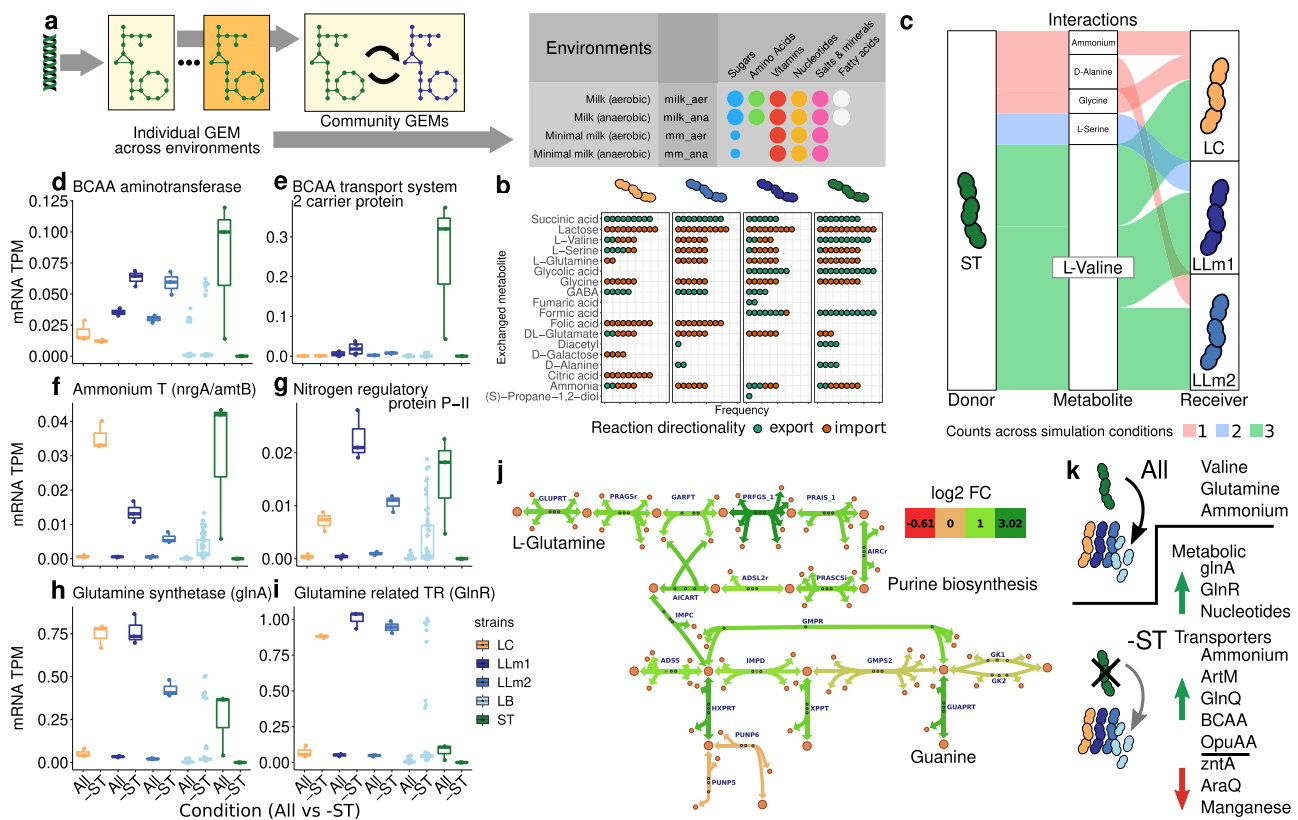 a
Individual GEM
across environments
Community GEMs
Environments
Sugars
Amino Acids
Vitamins
Nucleotides
Salts & minerals
Fatty acids
Milk (aerobic) milk_aer
Milk (anaerobic) milk_ana
Minimal milk (aerobic) mm_aer
Minimal milk (anaerobic) mm_ana
b
Exchanged metabolite
Succinic acid
Lactose
L-Valine
L-Serine
L-Glutamine
Glycolic acid
Glycine
GABA
Fumaric acid
Formic acid
Folic acid
DL-Glutamate
Diacetyl
D-Galactose
D-Alanine
Citric acid
Ammonia
(S)-Propane-1,2-diol
Frequency
Reaction directionality export import
c
Interactions
ST
Ammonium
D-Alanine
Glycine
L-Serine
L-Valine
LC
LLm1
LLm2
Donor Metabolite Receiver
Counts across simulation conditions 1 2 3
d BCAA aminotransferase
mRNA TPM
0.125
0.100
0.075
0.050
0.025
0.000
e BCAA transport system
2 carrier protein
0.3
0.2
0.1
0.0
f Ammonium T (nrgA/amtB)
mRNA TPM
0.04
0.03
0.02
0.01
0.00
g Nitrogen regulatory
protein P-II
0.03
0.02
0.01
0.00
h Glutamine synthetase (glnA)
mRNA TPM
0.75
0.50
0.25
0.00
All -ST All -ST All -ST All -ST All -ST
i Glutamine related TR (GlnR)
1.00
0.75
0.50
0.25
0.00
All -ST All -ST All -ST All -ST All -ST
Condition (All vs -ST)
strains
LC
LLm1
LLm2
LB
ST
j
GLUPRT
PRAGSr
GARFT
PRFGS_1
PRAIS_1
L-Glutamine
AIRCr
AICART
ADSL2r
PRASCSi
IMPC
GMPR
ADSS
IMPD
GMPS2
GK1
GK2
HXPRT
XPPT
GUAPRT
PUNP6
PUNP5
Guanine
log2 FC
-0.61 0 1 3.02
Purine biosynthesis
k
All
Valine
Glutamine
Ammonium
Metabolic
glnA
GlnR
Nucleotides
-ST
Transporters
Ammonium
ArtM
GlnQ
BCAA
OpuAA
zntA
AraQ
Manganese